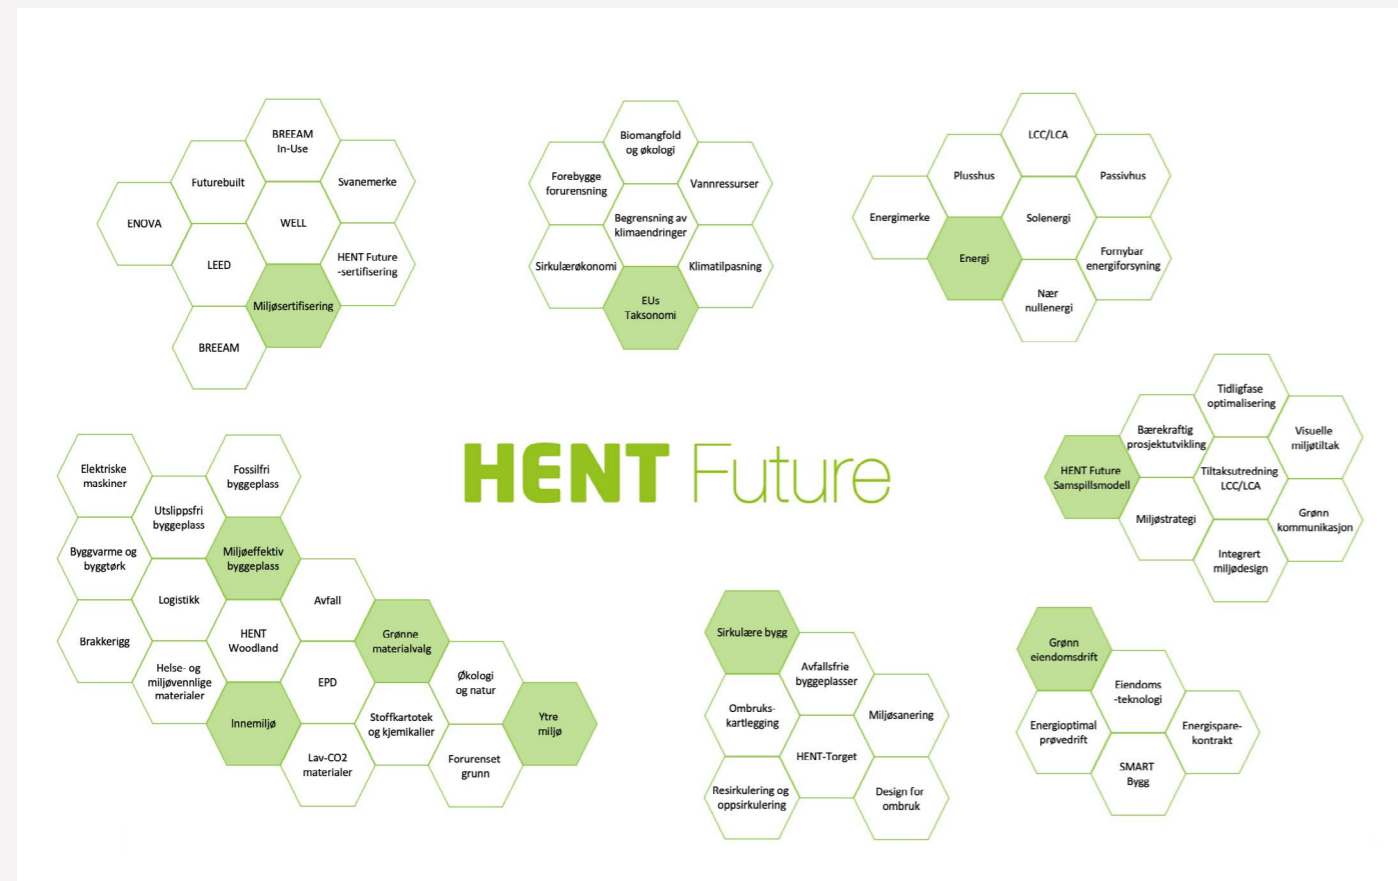 BREEAM
In-Use
Futurebuilt
Svanemerke
ENOVA
WELL
LEED
HENT Future
-sertifisering
Miljøsertifisering
BREEAM
Biomangfold
og økologi
Forebygge
forurensning
Vannressurser
Begrensning av
klimaendringer
Sirkulærøkonomi
Klimatilpasning
EUs
Taksonomi
LCC/LCA
Plusshus
Passivhus
Energimerke
Solenergi
Energi
Fornybar
energiforsyning
Nær
nullenergi
HENT Future
Tidligfase
optimalisering
Bærekraftig
prosjektutvikling
Visuelle
miljøtiltak
HENT Future
Samspillsmodell
Tiltaksutredning
LCC/LCA
Miljøstrategi
Grønn
kommunikasjon
Integrert
miljødesign
Elektriske
maskiner
Fossilfri
byggeplass
Utslippsfri
byggeplass
Byggvarme og
byggtørk
Miljøeffektiv
byggeplass
Logistikk
Avfall
Brakkerigg
HENT
Woodland
Grønne
materialvalg
Helse- og
miljøvennlige
materialer
EPD
Økologi
og natur
Innemiljø
Stoffkartotek
og kjemikalier
Ytre
miljø
Lav-CO2
materialer
Forurenset
grunn
Sirkulære bygg
Avfallsfrie
byggeplasser
Ombruks-
kartlegging
Miljøsanering
HENT-Torget
Resirkulering og
oppsirkulering
Design for
ombruk
Grønn
eiendomsdrift
Eiendoms
-teknologi
Energioptimal
prøvedrift
Energispare-
kontrakt
SMART
Bygg